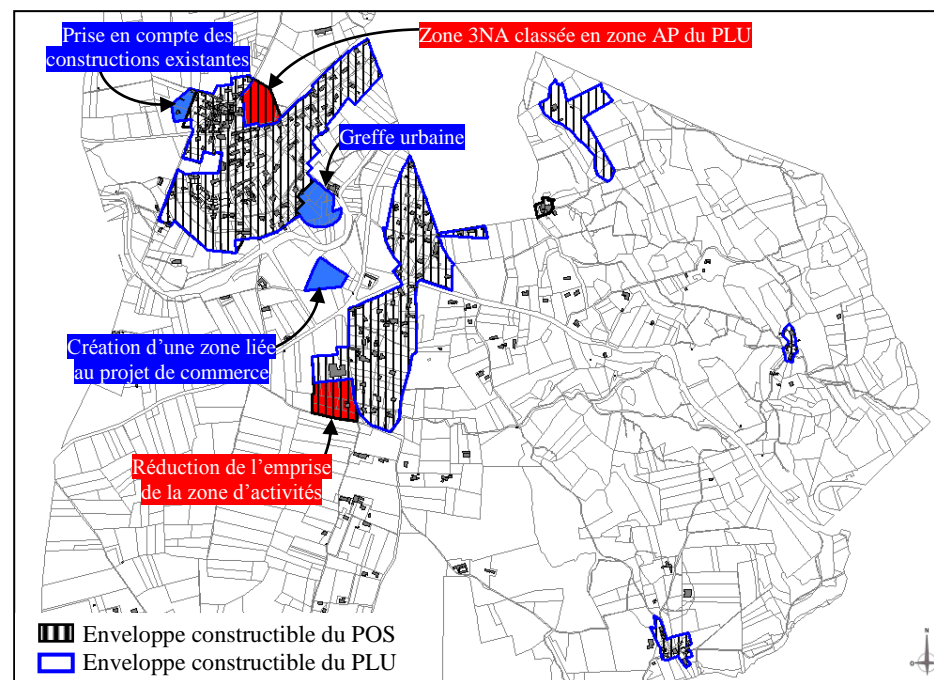 Prise en compte des
constructions existantes
Zone 3NA classée en zone AP du PLU
Greffe urbaine
Création d'une zone liée
au projet de commerce
Réduction de l'emprise
de la zone d'activités
Enveloppe constructible du POS
Enveloppe constructible du PLU
N